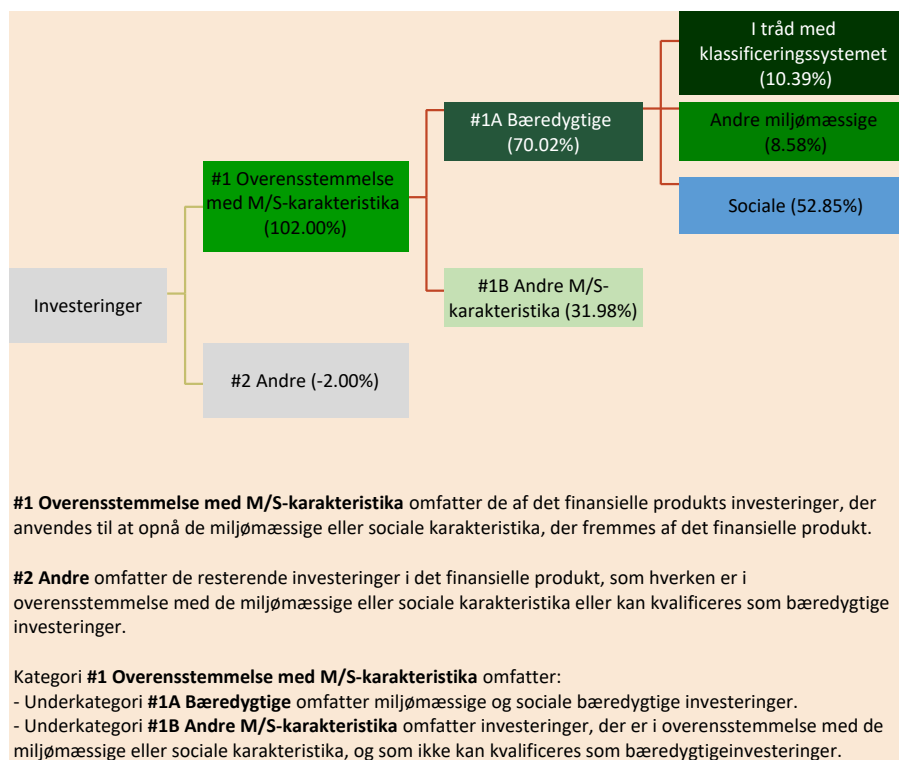 I tråd med
klassificeringssystemet
(10.39%)
#1A Bæredygtige
(70.02%)
Andre miljømæssige
(8.58%)
#1 Overensstemmelse
med M/S-karakteristika
(102.00%)
Sociale (52.85%)
Investeringer
#1B Andre M/S-
karakteristika (31.98%)
#2 Andre (-2.00%)
#1 Overensstemmelse med M/S-karakteristika omfatter de af det finansielle produkts investeringer, der
anvendes til at opnå de miljømæssige eller sociale karakteristika, der fremmes af det finansielle produkt.
#2 Andre omfatter de resterende investeringer i det finansielle produkt, som hverken er i
overensstemmelse med de miljømæssige eller sociale karakteristika eller kan kvalificeres som bæredygtige
investeringer.
Kategori #1 Overensstemmelse med M/S-karakteristika omfatter:
- Underkategori #1A Bæredygtige omfatter miljømæssige og sociale bæredygtige investeringer.
- Underkategori #1B Andre M/S-karakteristika omfatter investeringer, der er i overensstemmelse med de
miljømæssige eller sociale karakteristika, og som ikke kan kvalificeres som bæredygtigeinvesteringer.